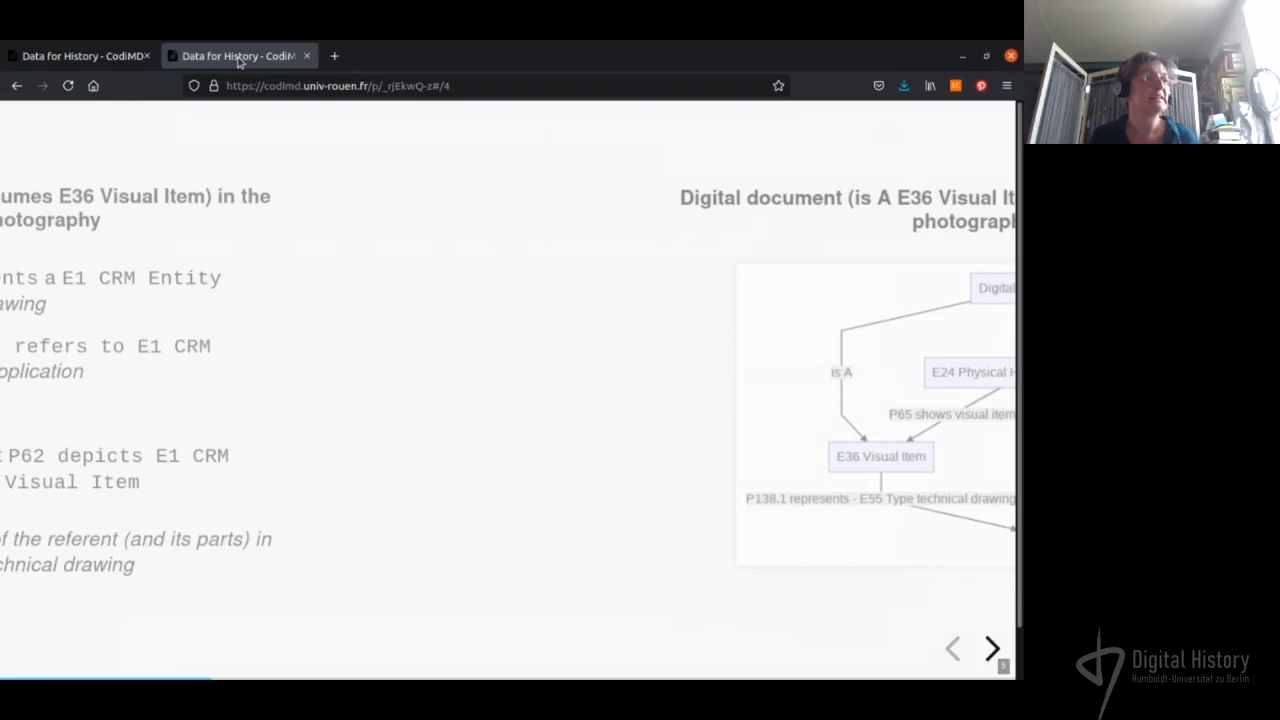 Data for History - CodiMD
Data for History - CodiM
https://codimd.univ-rouen.fr/p/_rjEkwQ-z#/4
umes E36 Visual Item) in the
otography
nts a E1 CRM Entity
awing
refers to E1 CRM
pplication
P62 depicts E1 CRM
Visual Item
f the referent (and its parts) in
chnical drawing
Digital document (is A E36 Visual It
photograp
Digital
is A
E24 Physical H
P65 shows visual item
E36 Visual Item
P138.1 represents - E55 Type technical drawing
5
Digital History
Humboldt-Universität zu Berlin